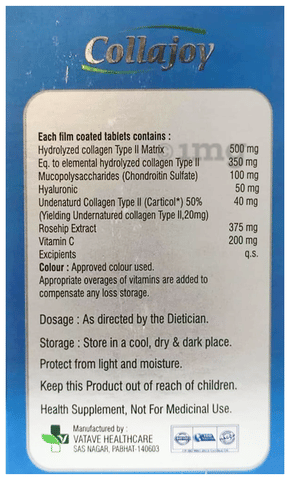 Collajoy
Each film coated tablets contains :
Hydrolyzed collagen Type II Matrix 500 mg
Eq. to elemental hydrolyzed collagen Type II 350 mg
Mucopolysaccharides (Chondroitin Sulfate) 100 mg
Hyaluronic 50 mg
Undenaturd Collagen Type II (Carticol*) 50% 40 mg
(Yielding Undernatured collagen Type II,20mg)
Rosehip Extract 375 mg
Vitamin C 200 mg
Excipients q.s.
Colour : Approved colour used.
Appropriate overages of vitamins are added to
compensate any loss storage.
Dosage : As directed by the Dietician.
Storage : Store in a cool, dry & dark place.
Protect from light and moisture.
Keep this Product out of reach of children.
Health Supplement, Not For Medicinal Use.
Manufactured by :
VATAVE HEALTHCARE
SAS NAGAR, PABHAT-140603